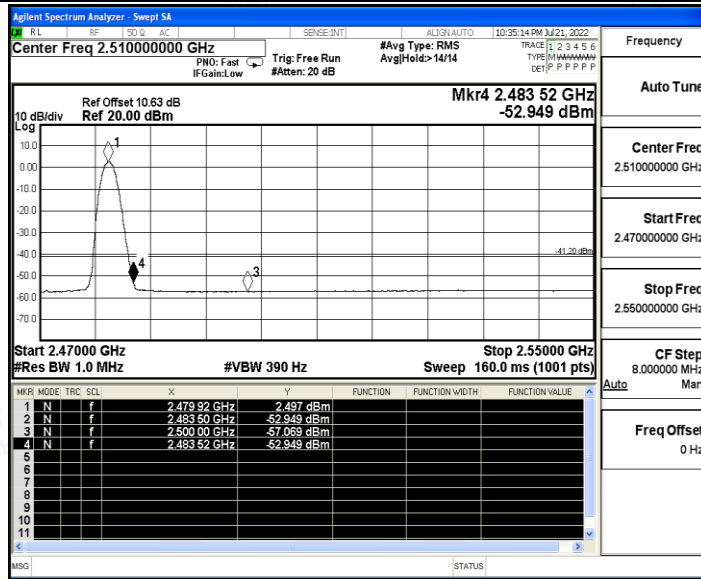 Agilent Spectrum Analyzer - Swept SA
RL RF 50 Ω AC SENSE:INT ALIGN AUTO 10:35:14 PM Jul 21, 2022
Center Freq 2.510000000 GHz
PNO: Fast
IFGain:Low
Trig: Free Run
#Atten: 20 dB
#Avg Type: RMS
Avg|Hold:> 14/14
TRACE 1 2 3 4 5 6
TYPE MWWWWW
DET P P P P P P
Mkr4 2.483 52 GHz
-52.949 dBm
Ref Offset 10.63 dB
10 dB/div Ref 20.00 dBm
Log
10.0
0.00
-10.0
-20.0
-30.0
-40.0
-50.0
-60.0
-70.0
1
4
3
-41.20 dBm
Start 2.47000 GHz Stop 2.55000 GHz
#Res BW 1.0 MHz #VBW 390 Hz Sweep 160.0 ms (1001 pts)
MKR MODE TRC SCL X Y FUNCTION FUNCTION WIDTH FUNCTION VALUE
1 N f 2.479 92 GHz 2.497 dBm
2 N f 2.483 50 GHz -52.949 dBm
3 N f 2.500 00 GHz -57.069 dBm
4 N f 2.483 52 GHz -52.949 dBm
5
6
7
8
9
10
11
MSG STATUS
Frequency
Auto Tune
Center Freq
2.510000000 GHz
Start Freq
2.470000000 GHz
Stop Freq
2.550000000 GHz
CF Step
8.000000 MHz
Auto Man
Freq Offset
0 Hz